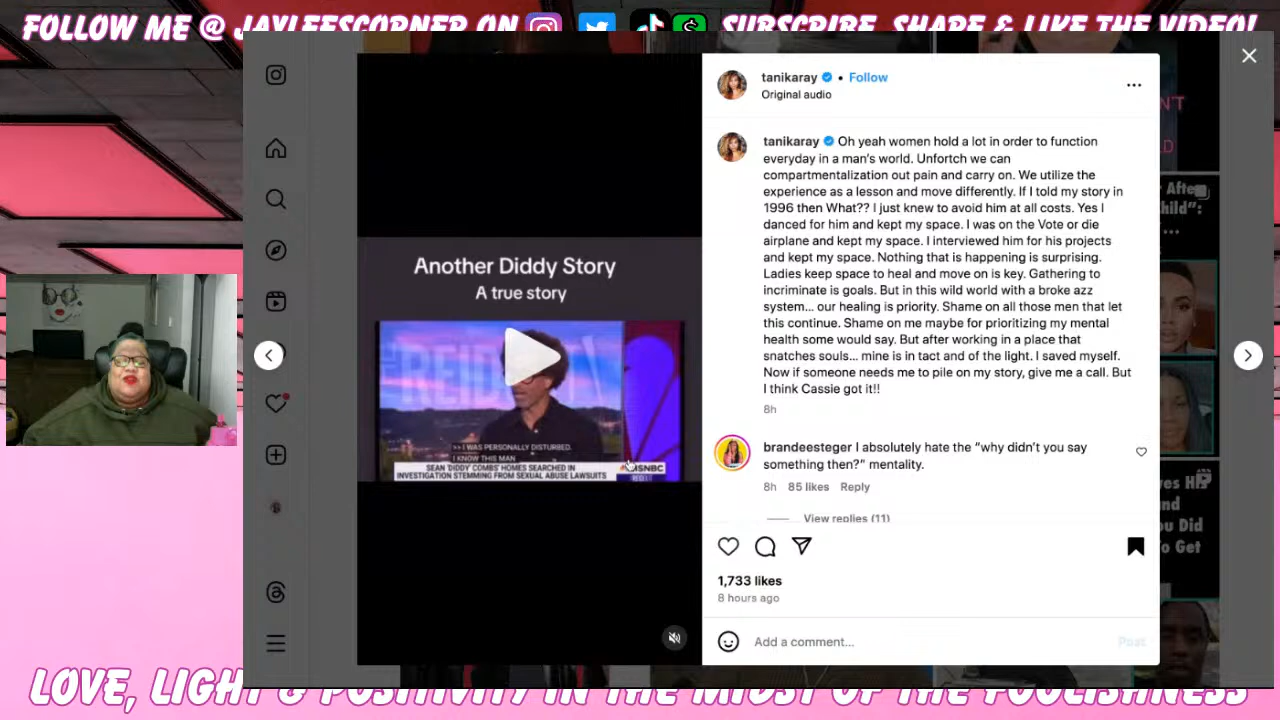 FOLLOW ME @ JAYLEESCORNER ON
SUBSCRIBE, SHARE & LIKE THE VIDEO!
tanikaray • Follow
Original audio
tanikaray Oh yeah women hold a lot in order to function
everyday in a man's world. Unfortch we can
compartmentalization out pain and carry on. We utilize the
experience as a lesson and move differently. If I told my story in
1996 then What?? I just knew to avoid him at all costs. Yes I
danced for him and kept my space. I was on the Vote or die
airplane and kept my space. I interviewed him for his projects
and kept my space. Nothing that is happening is surprising.
Ladies keep space to heal and move on is key. Gathering to
incriminate is goals. But in this wild world with a broke azz
system... our healing is priority. Shame on all those men that let
this continue. Shame on me maybe for prioritizing my mental
health some would say. But after working in a place that
snatches souls... mine is in tact and of the light. I saved myself.
Now if someone needs me to pile on my story, give me a call. But
I think Cassie got it!!
8h
brandeesteger I absolutely hate the "why didn't you say
something then?" mentality.
8h 85 likes Reply
View replies (11)
1,733 likes
8 hours ago
Add a comment...
Post
Another Diddy Story
A true story
>> I WAS PERSONALLY DISTURBED.
I KNOW THIS MAN
SEAN 'DIDDY' COMBS' HOMES SEARCHED IN
INVESTIGATION STEMMING FROM SEXUAL ABUSE LAWSUITS
MSNBC
After
hild":
You Did
To Get
LOVE, LIGHT & POSITIVITY IN THE MIDST OF THE FOOLISHNESS